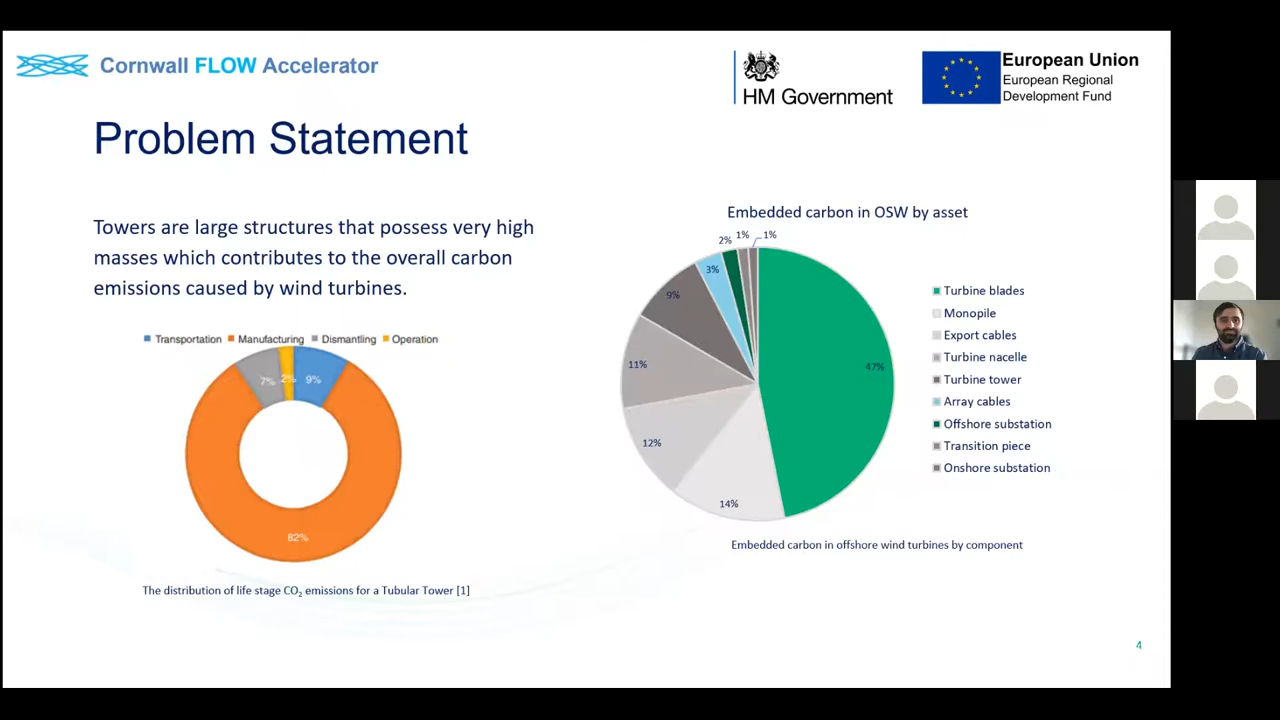 Cornwall FLOW Accelerator
HM Government
European Union
European Regional
Development Fund
Problem Statement
Towers are large structures that possess very high
masses which contributes to the overall carbon
emissions caused by wind turbines.
Transportation
Manufacturing
Dismantling
Operation
7%
2%
9%
82%
The distribution of life stage CO₂ emissions for a Tubular Tower [1]
Embedded carbon in OSW by asset
2%
1%
1%
3%
9%
11%
12%
14%
47%
Turbine blades
Monopile
Export cables
Turbine nacelle
Turbine tower
Array cables
Offshore substation
Transition piece
Onshore substation
Embedded carbon in offshore wind turbines by component
4